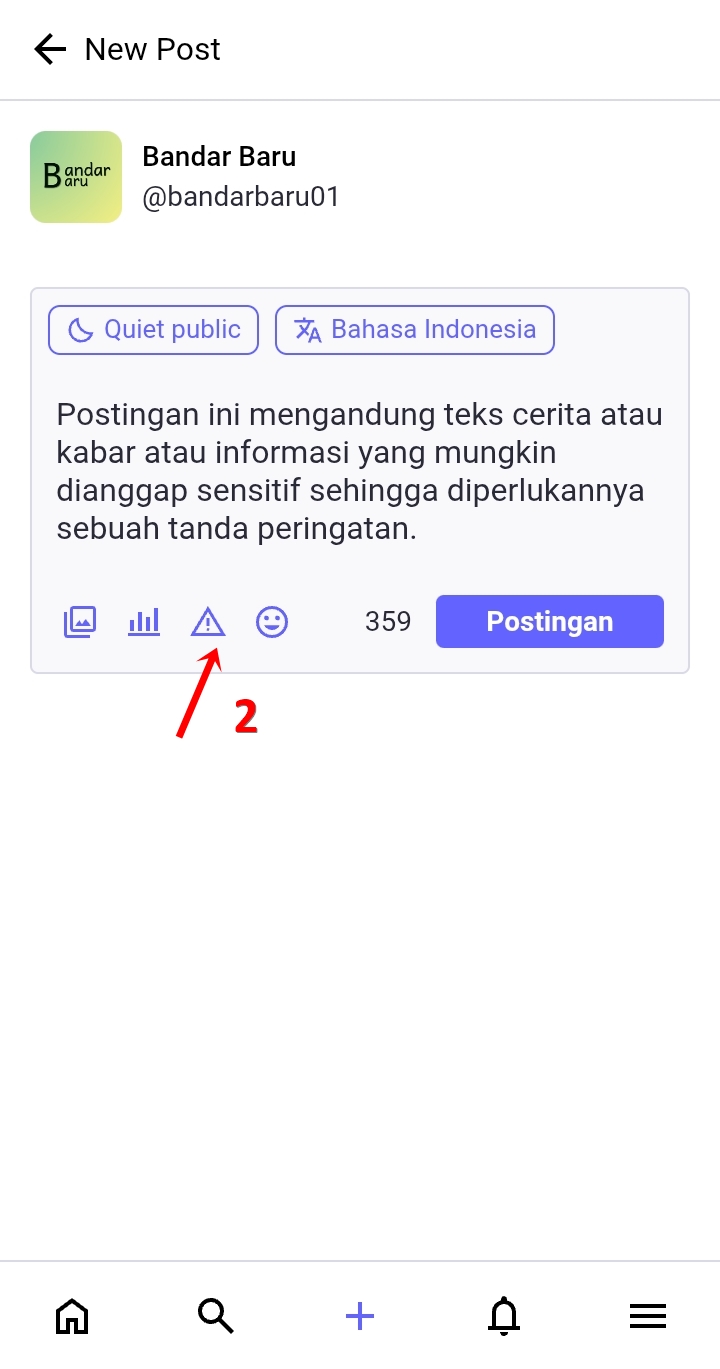 New Post
Bandar Baru
Bandar Baru
@bandarbaru01
Quiet public
Bahasa Indonesia
Postingan ini mengandung teks cerita atau
kabar atau informasi yang mungkin
dianggap sensitif sehingga diperlukannya
sebuah tanda peringatan.
359
Postingan
2